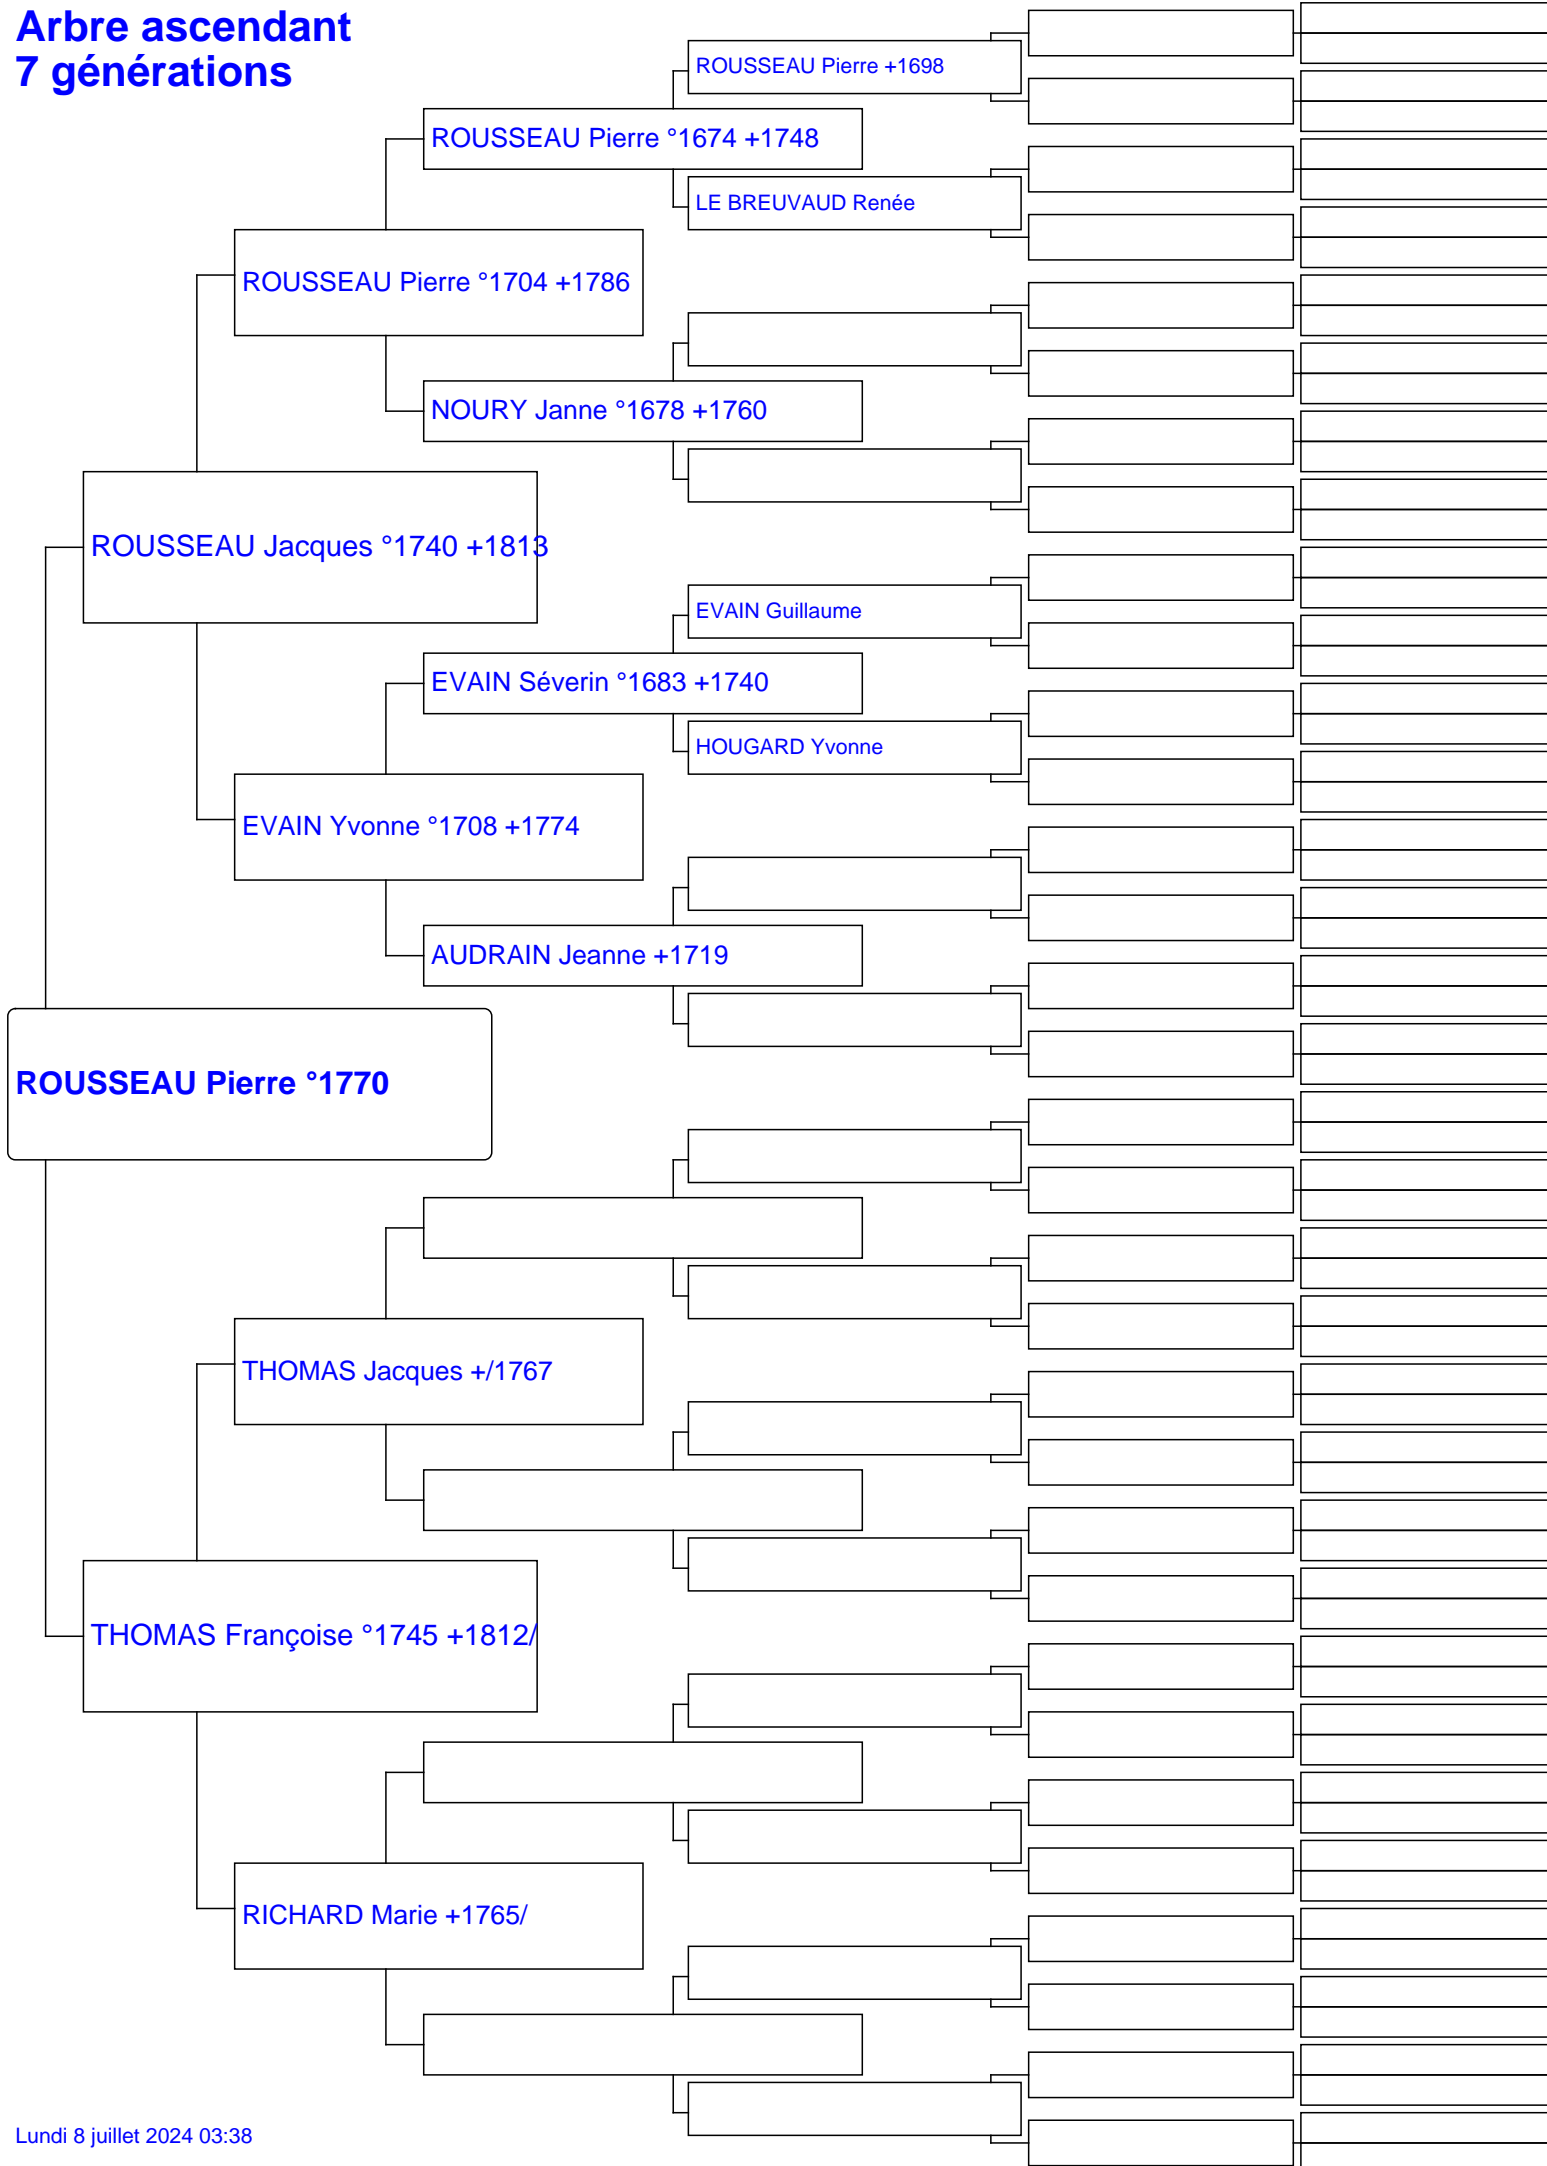 Arbre ascendant
7 générations
ROUSSEAU Pierre +1698
ROUSSEAU Pierre °1674 +1748
LE BREUVAUD Renée
ROUSSEAU Pierre °1704 +1786
NOURY Janne °1678 +1760
ROUSSEAU Jacques °1740 +1813
EVAIN Guillaume
EVAIN Séverin °1683 +1740
HOUGARD Yvonne
EVAIN Yvonne °1708 +1774
AUDRAIN Jeanne +1719
ROUSSEAU Pierre °1770
THOMAS Jacques +/1767
THOMAS Françoise °1745 +1812/
RICHARD Marie +1765/
Lundi 8 juillet 2024 03:38